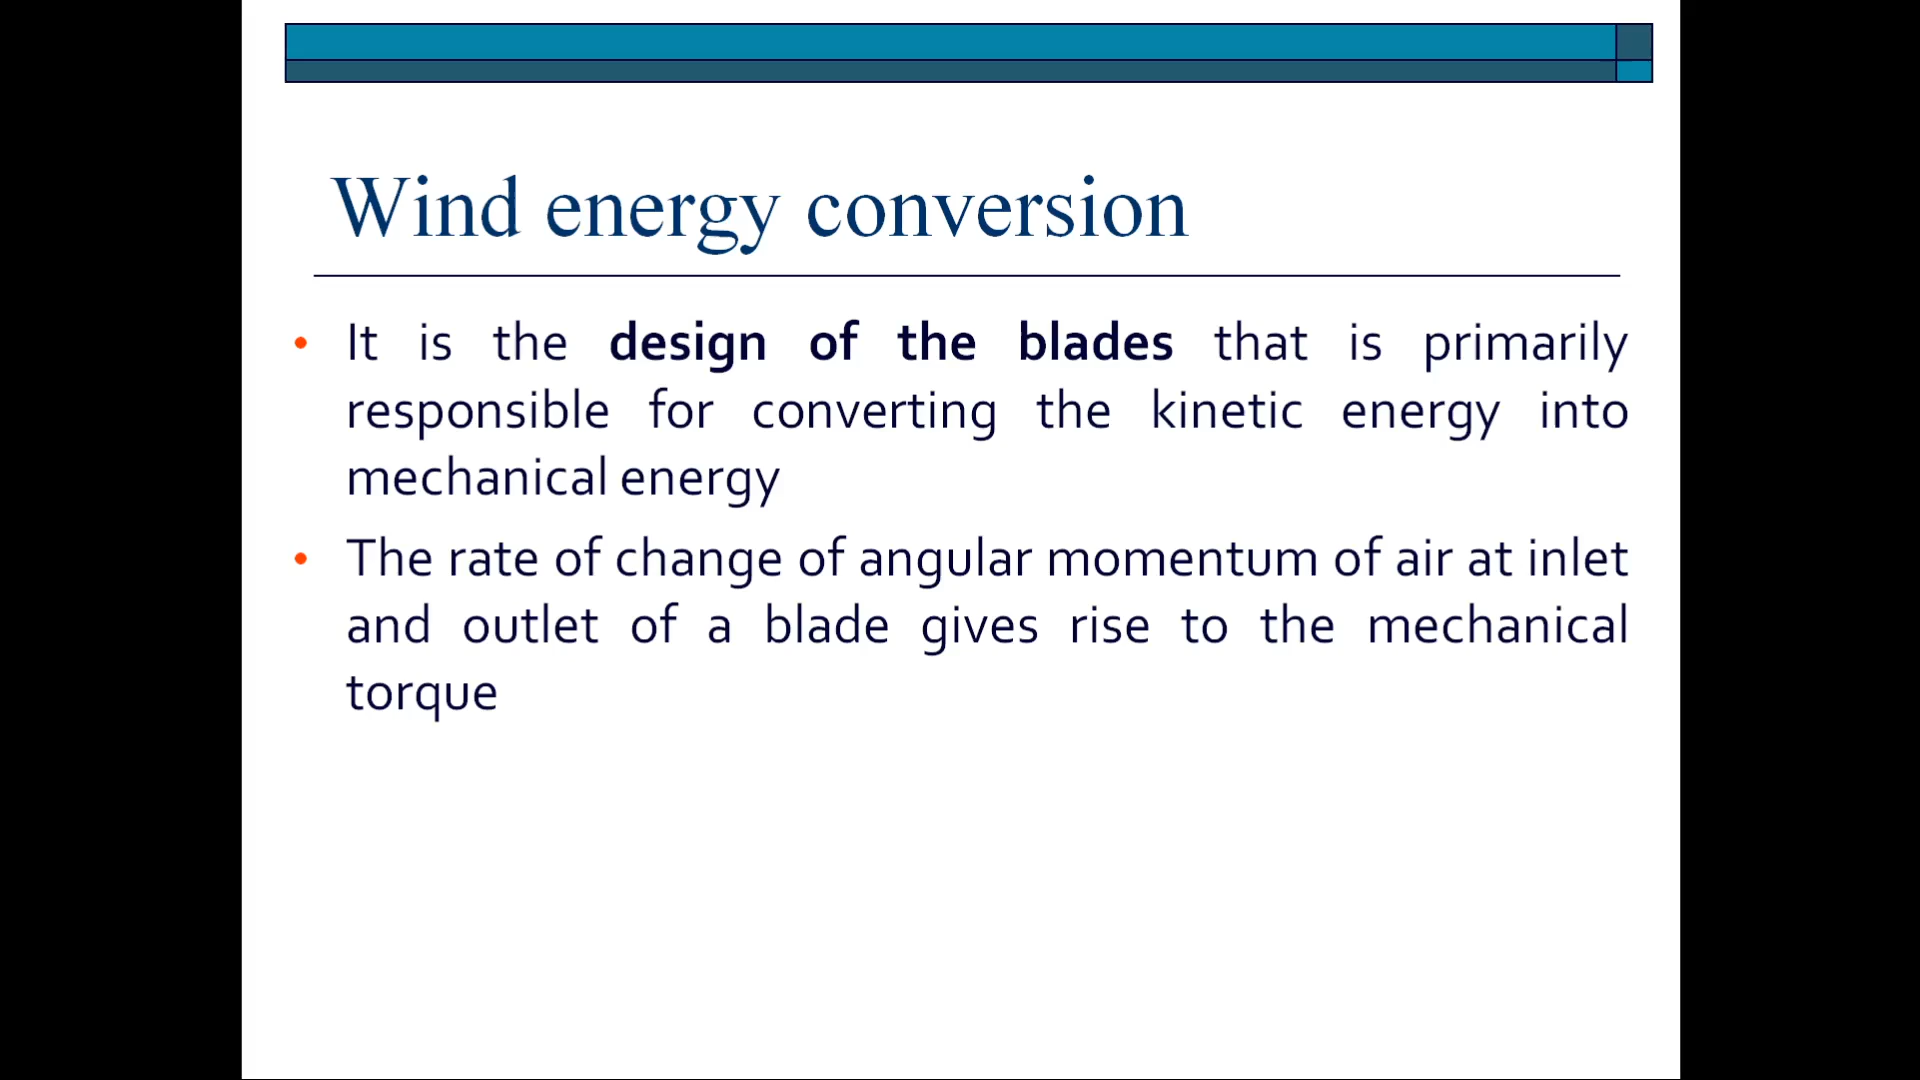 Wind energy conversion
• It is the design of the blades that is primarily
responsible for converting the kinetic energy into
mechanical energy
• The rate of change of angular momentum of air at inlet
and outlet of a blade gives rise to the mechanical
torque